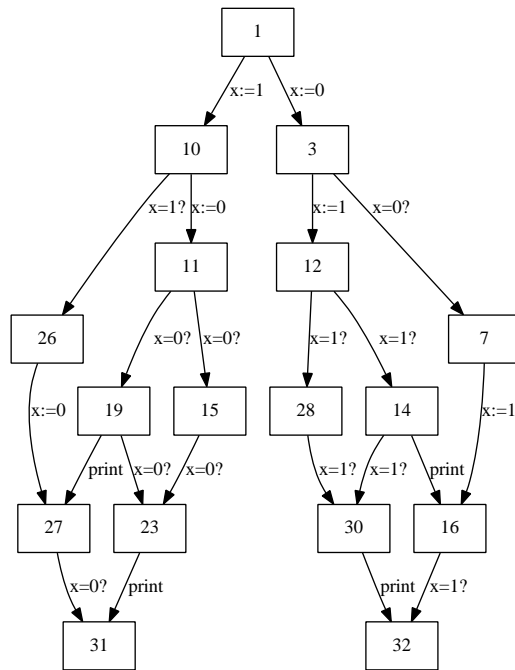 1
x:=1 x:=0
10 3
x=1? x:=0 x:=1 x=0?
11 12
26 x=0? x=0? x=1? x=1? 7
x:=0 19 15 28 14 x:=1
print x=0? x=0? x=1? x=1? print
27 23 30 16
x=0? print print x=1?
31 32